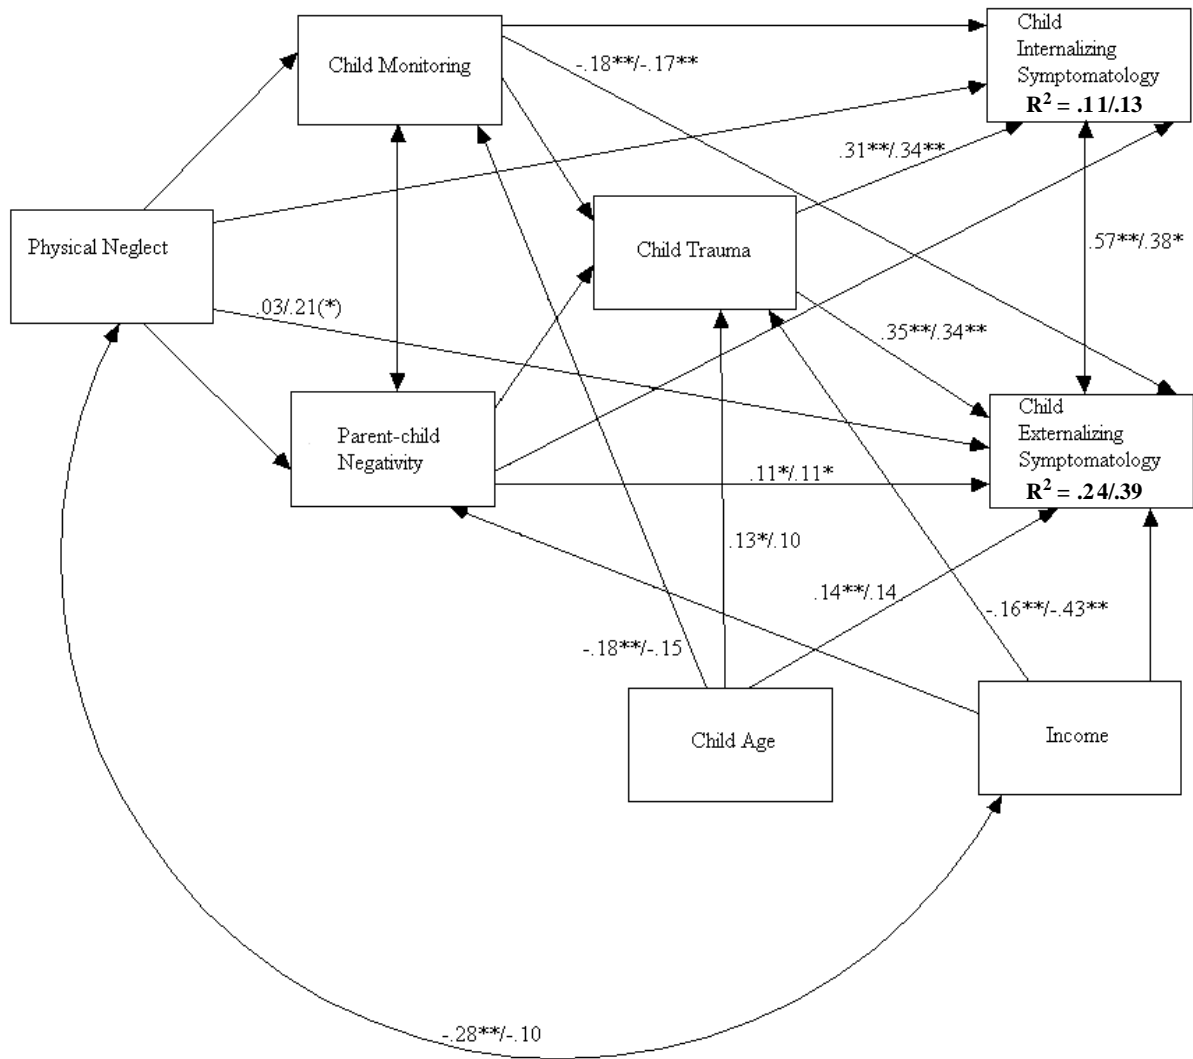 Child Monitoring
Child
Internalizing
Symptomatology
R² = .11/.13
-.18**/-.17**
.31**/.34**
Physical Neglect
Child Trauma
.57**/.38*
.03/.21(*)
.35**/.34**
Parent-child
Negativity
Child
Externalizing
Symptomatology
R² = .24/.39
.11*/.11*
.13*/.10
.14**/.14
-.16**/-.43**
-.18**/-.15
Child Age
Income
-.28**/-.10